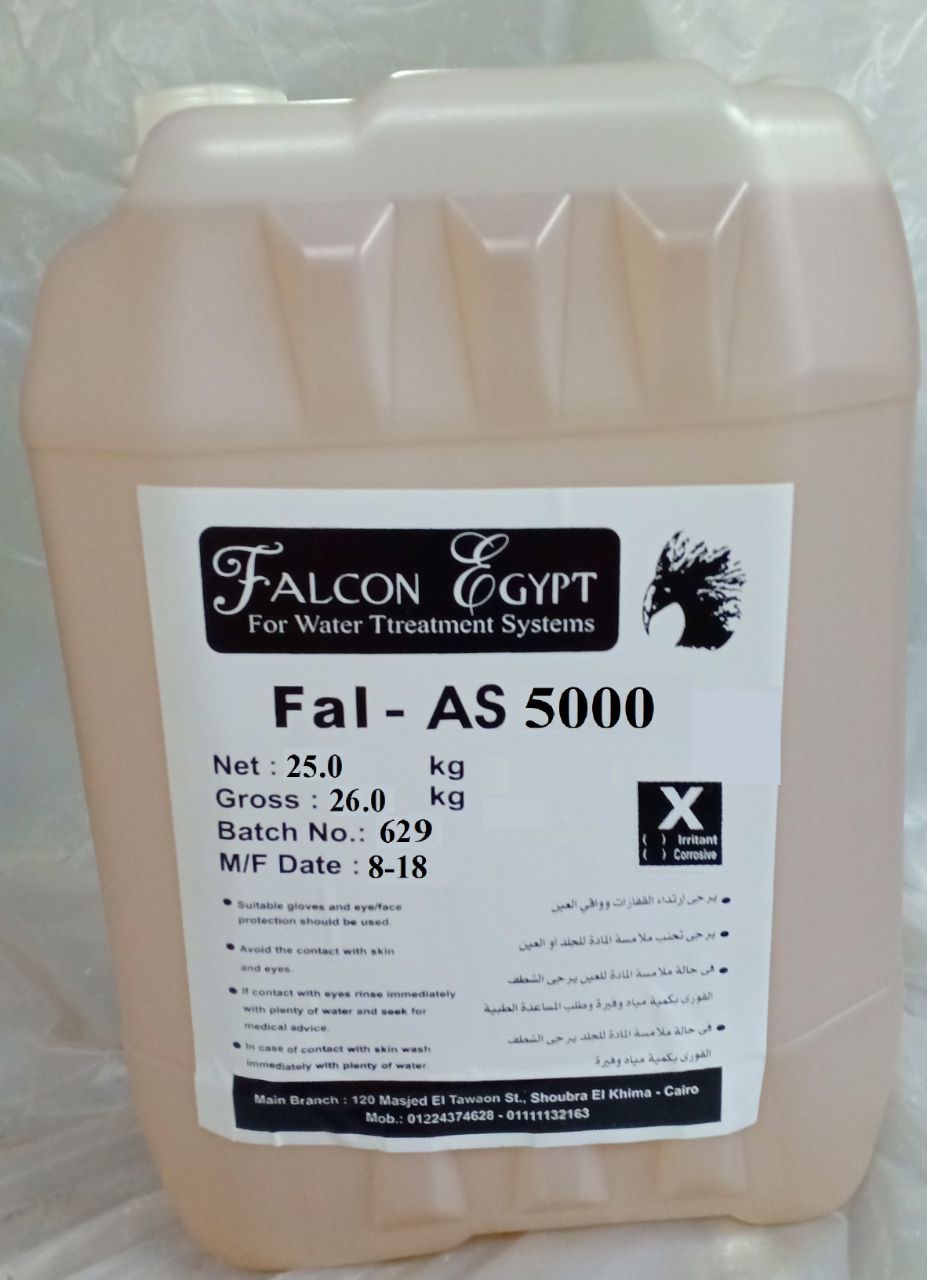 FALCON EGYPT
For Water Ttreatment Systems
Fal - AS 5000
Net : 25.0 kg
Gross : 26.0 kg
Batch No.: 629
M/F Date : 8-18
X
( ) Irritant
( ) Corrosive
• Suitable gloves and eye/face
protection should be used.
• Avoid the contact with skin
and eyes.
• If contact with eyes rinse immediately
with plenty of water and seek for
medical advice.
• In case of contact with skin wash
immediately with plenty of water.
• يرجى إرتداء القفازات وواقي العين
• يرجى تجنب ملامسة المادة للجلد أو العين
• فى حالة ملامسة المادة للعين يرجى الشطف
الفورى بكمية مياه وفيرة وطلب المساعدة الطبية
• فى حالة ملامسة المادة للجلد يرجى الشطف
الفورى بكمية مياه وفيرة
Main Branch : 120 Masjed El Tawaon St., Shoubra El Khima - Cairo
Mob.: 01224374628 - 01111132163